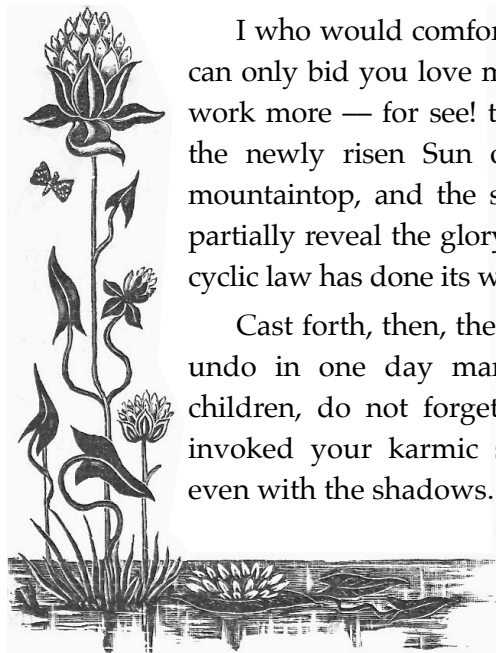 I who would comfor
can only bid you love m
work more — for see! t
the newly risen Sun
mountaintop, and the s
partially reveal the glory
cyclic law has done its w
Cast forth, then, the
undo in one day mar
children, do not forget
invoked your karmic s
even with the shadows.